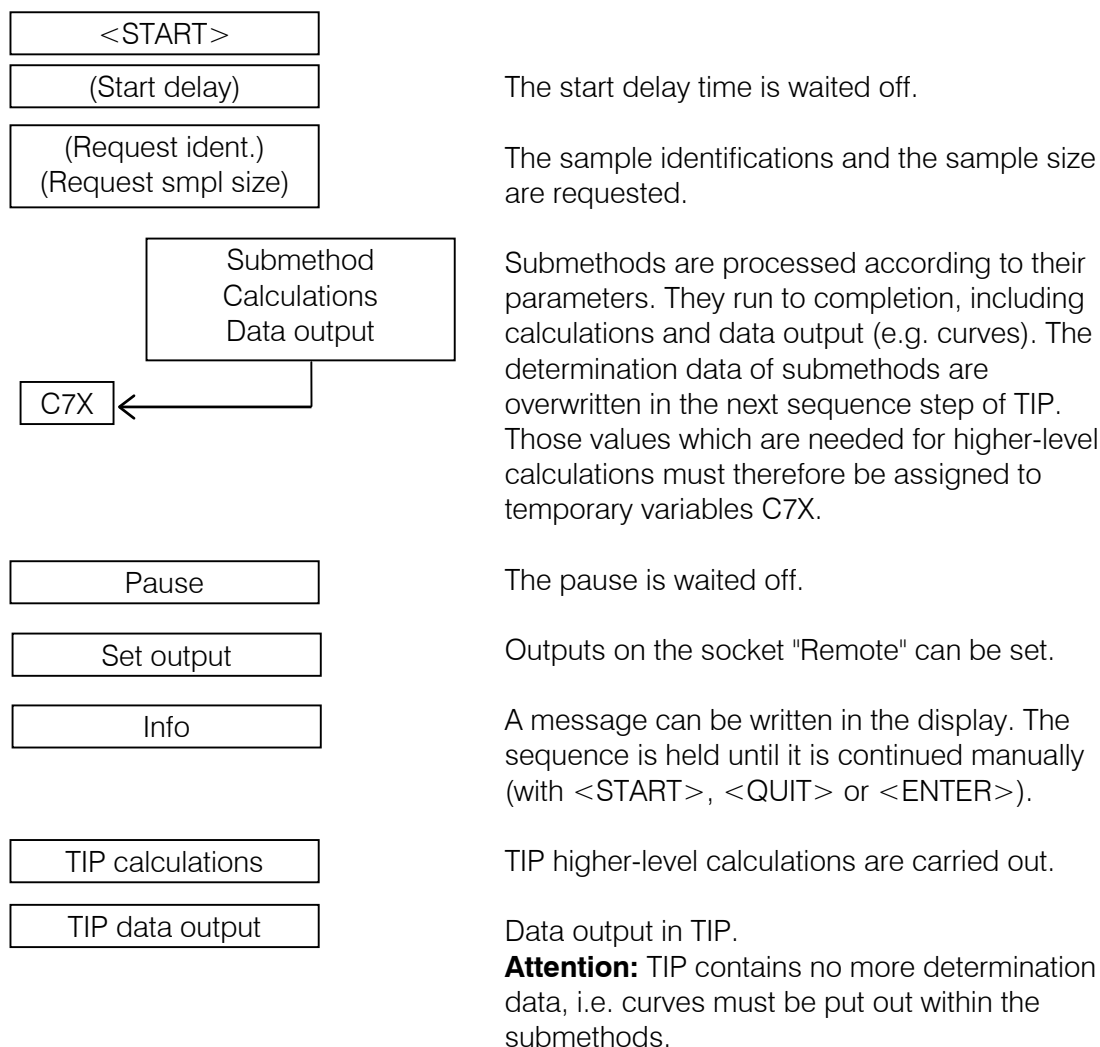 <START>
(Start delay)
The start delay time is waited off.
(Request ident.)
(Request smpl size)
The sample identifications and the sample size
are requested.
Submethod
Calculations
Data output
C7X
Submethods are processed according to their
parameters. They run to completion, including
calculations and data output (e.g. curves). The
determination data of submethods are
overwritten in the next sequence step of TIP.
Those values which are needed for higher-level
calculations must therefore be assigned to
temporary variables C7X.
Pause
The pause is waited off.
Set output
Outputs on the socket "Remote" can be set.
Info
A message can be written in the display. The
sequence is held until it is continued manually
(with <START>, <QUIT> or <ENTER>).
TIP calculations
TIP higher-level calculations are carried out.
TIP data output
Data output in TIP.
Attention: TIP contains no more determination
data, i.e. curves must be put out within the
submethods.